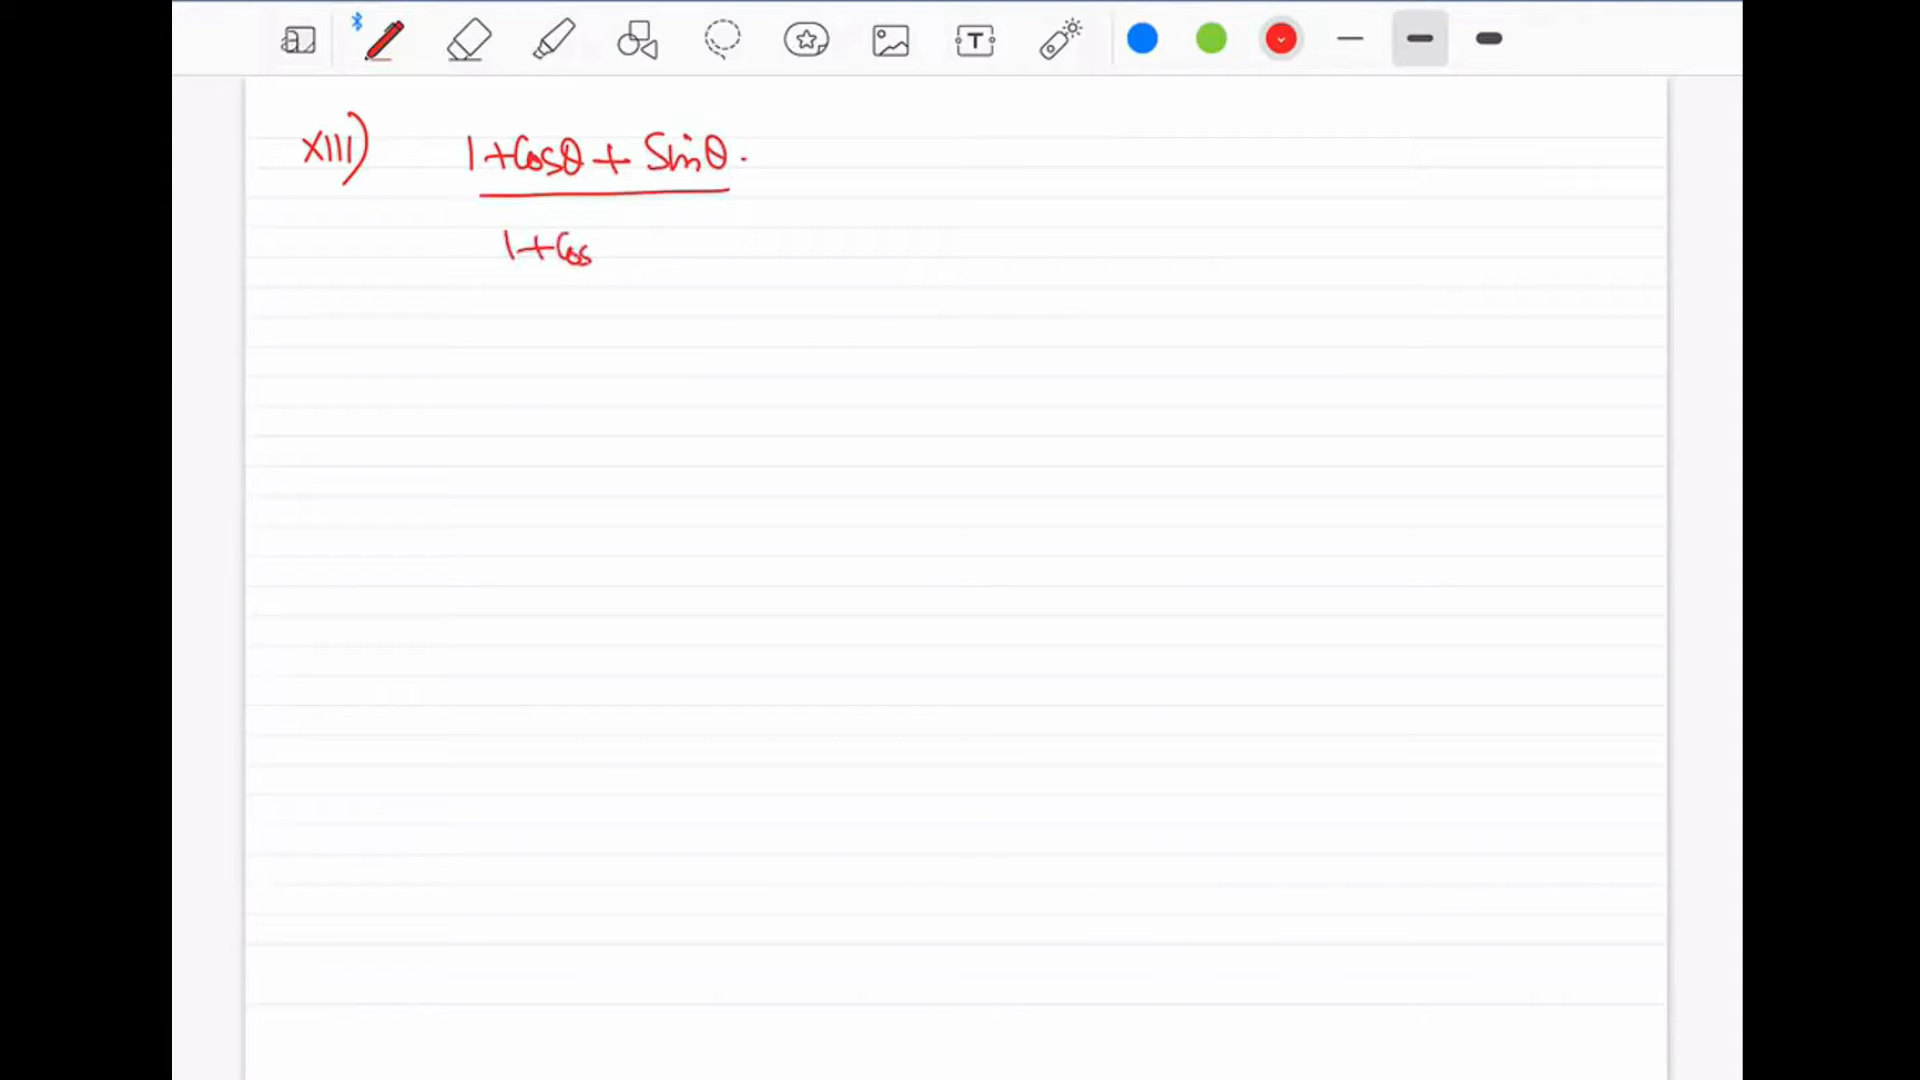 XIII) 1+Cosθ + Sinθ.
1+Cos
T